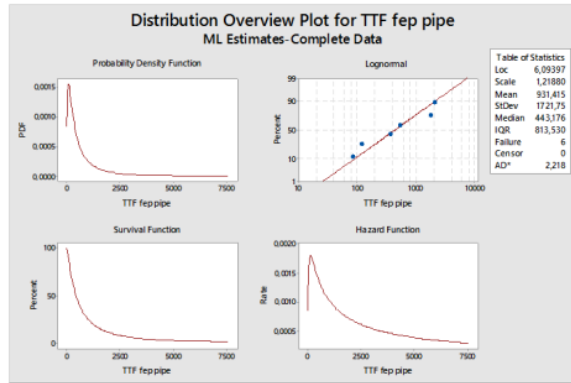 Distribution Overview Plot for TTF fep pipe
ML Estimates-Complete Data
Probability Density Function
0,0015
0,0010
0,0005
0,0000
PDF
0 2500 5000 7500
TTF fep pipe
Lognormal
99
90
50
10
1
Percent
10 100 1000 10000
TTF fep pipe
Table of Statistics
Loc 6,09397
Scale 1,21880
Mean 931,415
StDev 1721,75
Median 443,176
IQR 813,530
Failure 6
Censor 0
AD* 2,218
Survival Function
100
50
0
Percent
0 2500 5000 7500
TTF fep pipe
Hazard Function
0,0020
0,0015
0,0010
0,0005
Rate
0 2500 5000 7500
TTF fep pipe